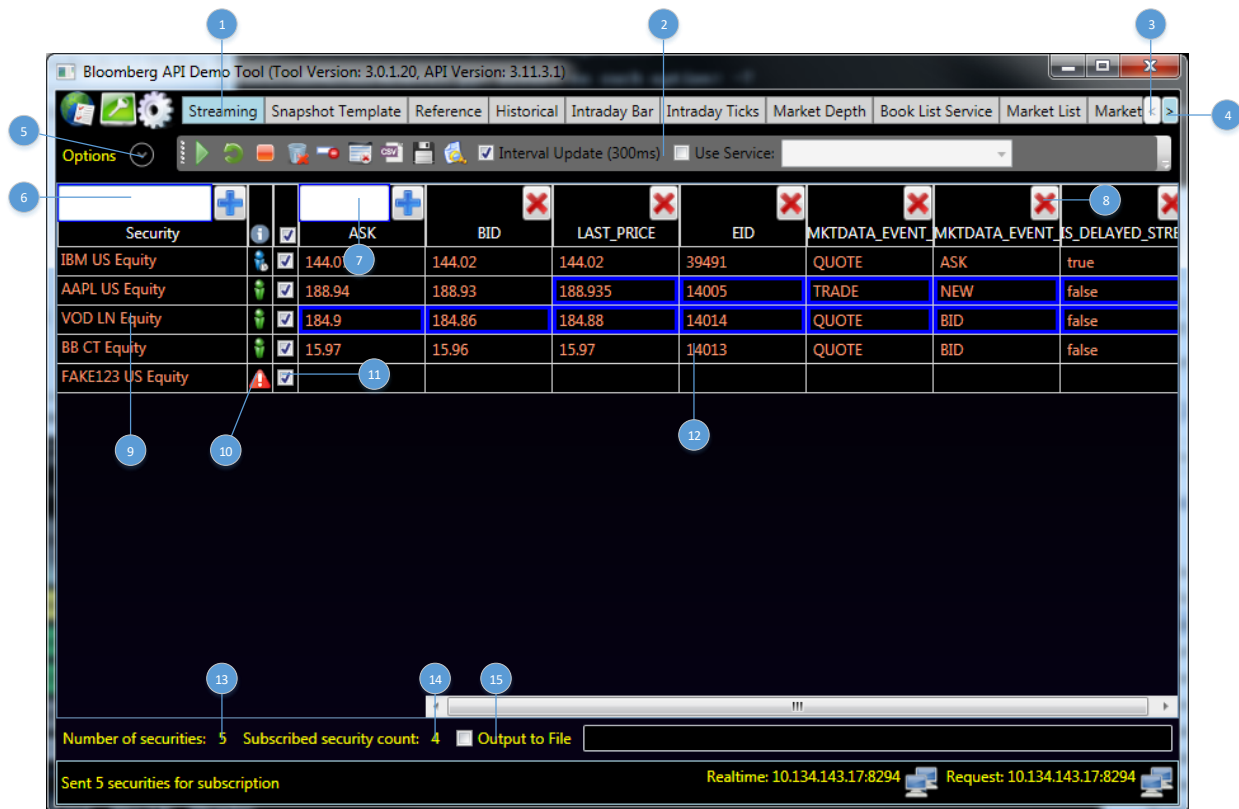 1 2 3
Bloomberg API Demo Tool (Tool Version: 3.0.1.20, API Version: 3.11.3.1)
Streaming Snapshot Template Reference Historical Intraday Bar Intraday Ticks Market Depth Book List Service Market List Market < >
4
5
Options CSV Interval Update (300ms) Use Service:
6 7 8
Security ASK BID LAST_PRICE EID MKTDATA_EVENT_ MKTDATA_EVENT_ IS_DELAYED_STRE
IBM US Equity 144.0 144.02 144.02 39491 QUOTE ASK true
AAPL US Equity 188.94 188.93 188.935 14005 TRADE NEW false
VOD LN Equity 184.9 184.86 184.88 14014 QUOTE BID false
BB CT Equity 15.97 15.96 15.97 14013 QUOTE BID false
FAKE123 US Equity
11
12
9 10
13 14 15
Number of securities: 5 Subscribed security count: 4 Output to File
Sent 5 securities for subscription Realtime: 10.134.143.17:8294 Request: 10.134.143.17:8294